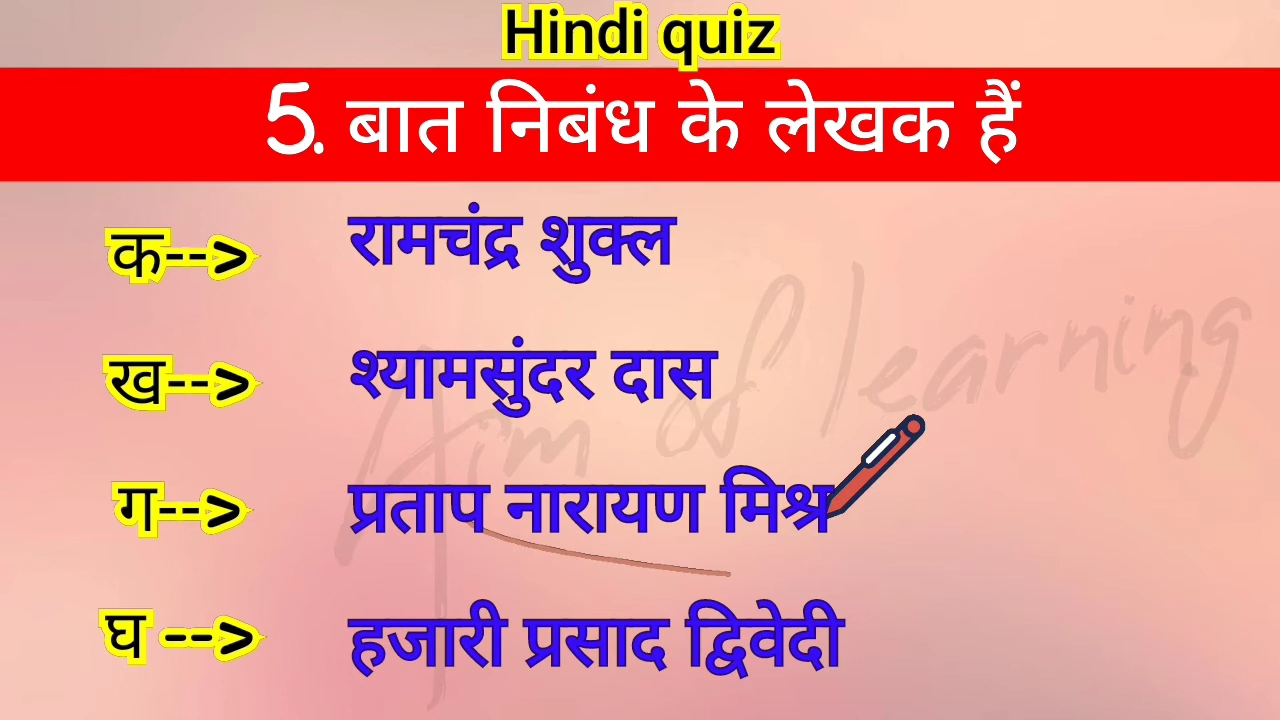 Hindi quiz
5. बात निबंध के लेखक हैं
क--> रामचंद्र शुक्ल
ख--> श्यामसुंदर दास
ग--> प्रताप नारायण मिश्र
घ --> हजारी प्रसाद द्विवेदी
Aim of learning